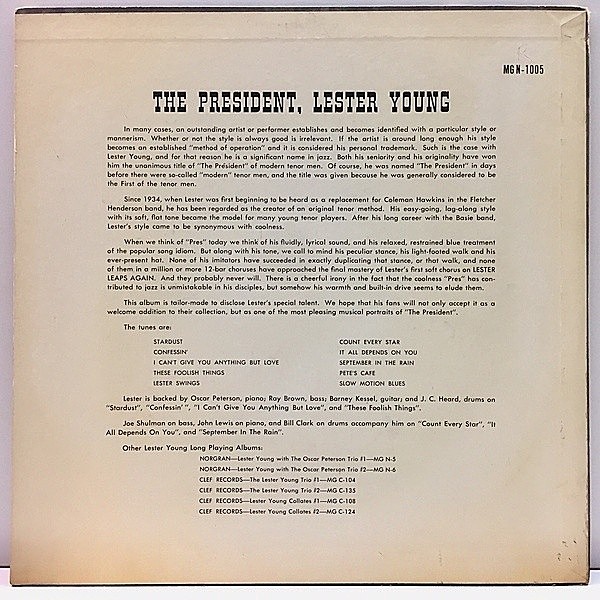 MGN-1005
THE PRESIDENT, LESTER YOUNG
In many cases, an outstanding artist or performer establishes and becomes identified with a particular style or
mannerism. Whether or not the style is always good is irrelevant. If the artist is around long enough his style
becomes an established "method of operation" and it is considered his personal trademark. Such is the case with
Lester Young, and for that reason he is a significant name in jazz. Both his seniority and his originality have won
him the unanimous title of "The President" of modern tenor men. Of course, he was named "The President" in days
before there were so-called "modern" tenor men, and the title was given because he was generally considered to be
the First of the tenor men.
Since 1934, when Lester was first beginning to be heard as a replacement for Coleman Hawkins in the Fletcher
Henderson band, he has been regarded as the creator of an original tenor method. His easy-going, lag-along style
with its soft, flat tone became the model for many young tenor players. After his long career with the Basie band,
Lester's style came to be synonymous with coolness.
When we think of "Pres" today we think of his fluidly, lyrical sound, and his relaxed, restrained blue treatment
of the popular song idiom. But along with his tone, we call to mind his peculiar stance, his light-footed walk and his
ever-present hat. None of his imitators have succeeded in exactly duplicating that stance, or that walk, and none
of them in a million or more 12-bar choruses have approached the final mastery of Lester's first soft chorus on LESTER
LEAPS AGAIN. And they probably never will. There is a cheerful irony in the fact that the coolness "Pres" has con-
tributed to jazz is unmistakable in his disciples, but somehow his warmth and built-in drive seems to elude them.
This album is tailor-made to disclose Lester's special talent. We hope that his fans will not only accept it as a
welcome addition to their collection, but as one of the most pleasing musical portraits of "The President".
The tunes are:
STARDUST COUNT EVERY STAR
CONFESSIN' IT ALL DEPENDS ON YOU
I CAN'T GIVE YOU ANYTHING BUT LOVE SEPTEMBER IN THE RAIN
THESE FOOLISH THINGS PETE'S CAFE
LESTER SWINGS SLOW MOTION BLUES
Lester is backed by Oscar Peterson, piano; Ray Brown, bass; Barney Kessel, guitar; and J. C. Heard, drums on
"Stardust", "Confessin'", "I Can't Give You Anything But Love", and "These Foolish Things".
Joe Shulman on bass, John Lewis on piano, and Bill Clark on drums accompany him on "Count Every Star", "It
All Depends On You", and "September In The Rain".
Other Lester Young Long Playing Albums:
NORGRAN—Lester Young with The Oscar Peterson Trio #1—MG N-5
NORGRAN—Lester Young with The Oscar Peterson Trio #2—MG N-6
CLEF RECORDS—The Lester Young Trio #1—MG C-104
CLEF RECORDS—The Lester Young Trio #2—MG C-135
CLEF RECORDS—Lester Young Collates #1—MG C-108
CLEF RECORDS—Lester Young Collates #2—MG C-124